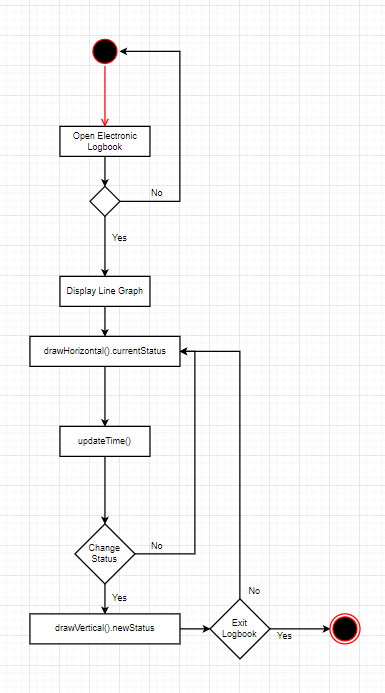 Open Electronic
Logbook
No
Yes
Display Line Graph
drawHorizontal().currentStatus
updateTime()
Change
Status
No
Yes
drawVertical().newStatus
No
Exit
Logbook
Yes